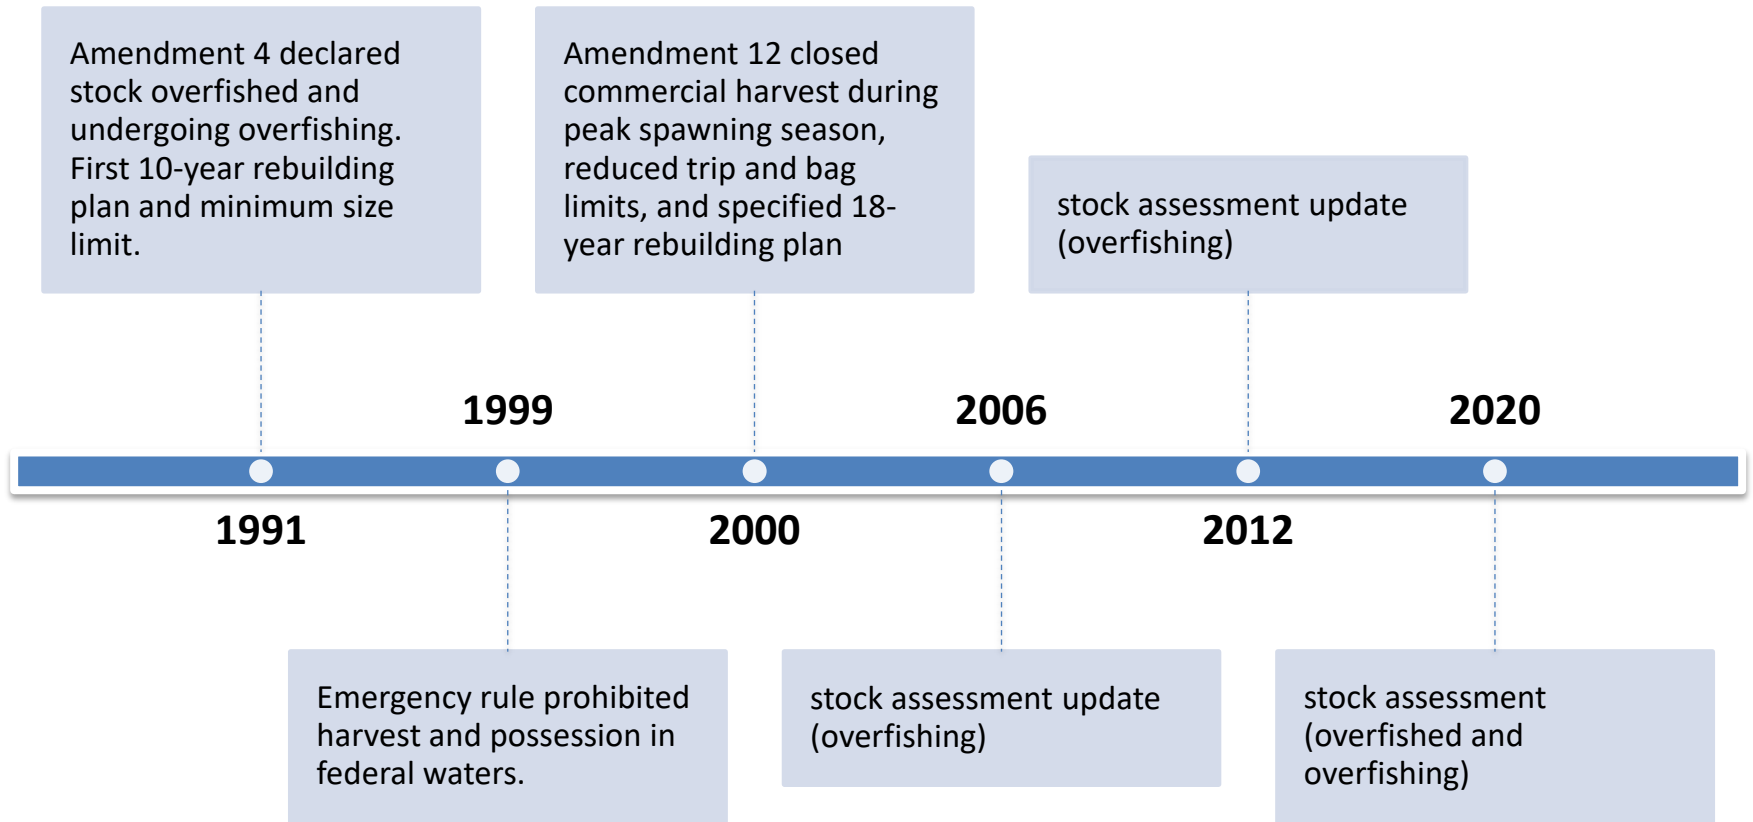 Amendment 4 declared
stock overfished and
undergoing overfishing.
First 10-year rebuilding
plan and minimum size
limit.
Amendment 12 closed
commercial harvest during
peak spawning season,
reduced trip and bag
limits, and specified 18-
year rebuilding plan
stock assessment update
(overfishing)
1999
2006
2020
1991
2000
2012
Emergency rule prohibited
harvest and possession in
federal waters.
stock assessment update
(overfishing)
stock assessment
(overfished and
overfishing)